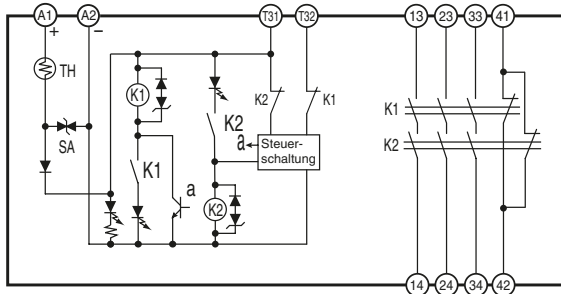 A1 A2 T31 T32 13 23 33 41
+ −
TH
K1
K2 K1
K1
K2
SA
a
Steuer-
schaltung
K2
K1
a
K2
14 24 34 42